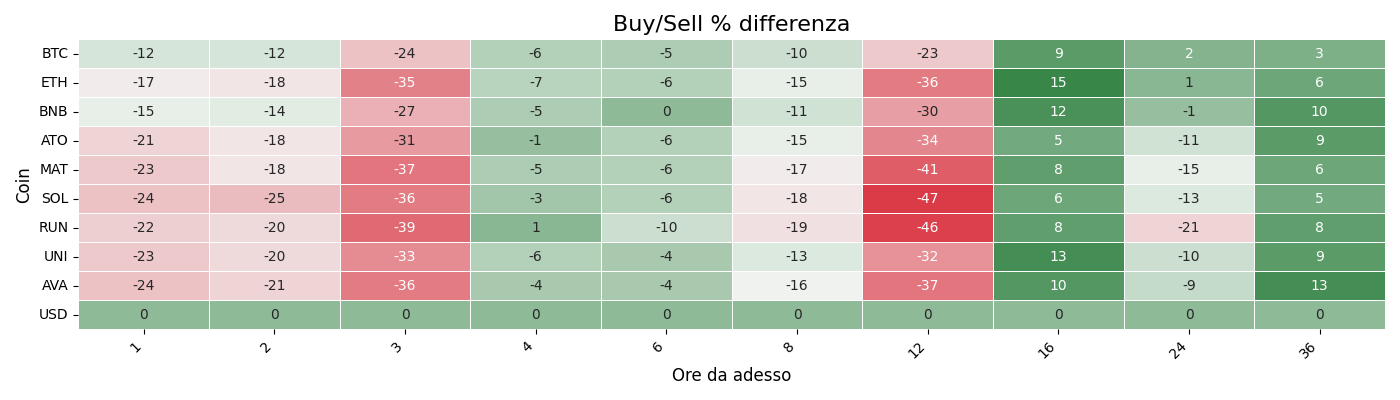 Buy/Sell % differenza
Coin
BTC -12 -12 -24 -6 -5 -10 -23 9 2 3
ETH -17 -18 -35 -7 -6 -15 -36 15 1 6
BNB -15 -14 -27 -5 0 -11 -30 12 -1 10
ATO -21 -18 -31 -1 -6 -15 -34 5 -11 9
MAT -23 -18 -37 -5 -6 -17 -41 8 -15 6
SOL -24 -25 -36 -3 -6 -18 -47 6 -13 5
RUN -22 -20 -39 1 -10 -19 -46 8 -21 8
UNI -23 -20 -33 -6 -4 -13 -32 13 -10 9
AVA -24 -21 -36 -4 -4 -16 -37 10 -9 13
USD 0 0 0 0 0 0 0 0 0 0
1 2 3 4 6 8 12 16 24 36
Ore da adesso